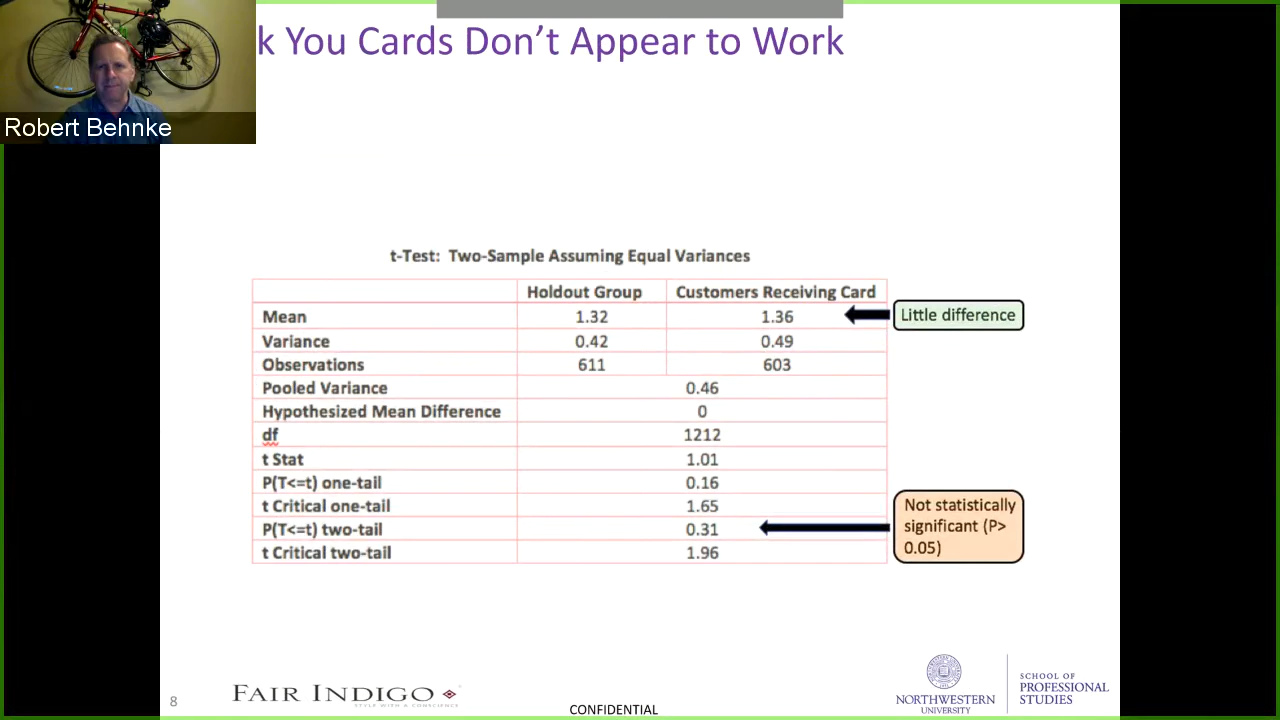 k You Cards Don't Appear to Work
Robert Behnke
t-Test: Two-Sample Assuming Equal Variances
Holdout Group Customers Receiving Card
Mean 1.32 1.36
Little difference
Variance 0.42 0.49
Observations 611 603
Pooled Variance 0.46
Hypothesized Mean Difference 0
df 1212
t Stat 1.01
P(T<=t) one-tail 0.16
t Critical one-tail 1.65
P(T<=t) two-tail 0.31
t Critical two-tail 1.96
Not statistically
significant (P>
0.05)
8
FAIR INDIGO
STYLE WITH A CONSCIENCE
CONFIDENTIAL
NORTHWESTERN
UNIVERSITY
SCHOOL OF
PROFESSIONAL
STUDIES